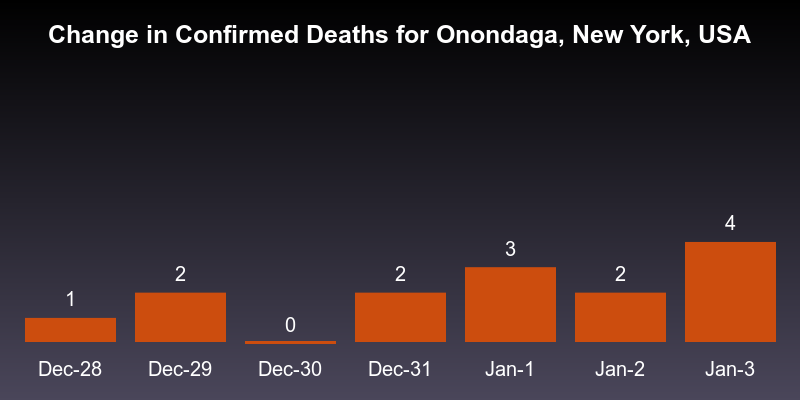 Change in Confirmed Deaths for Onondaga, New York, USA
1
2
0
2
3
2
4
Dec-28
Dec-29
Dec-30
Dec-31
Jan-1
Jan-2
Jan-3